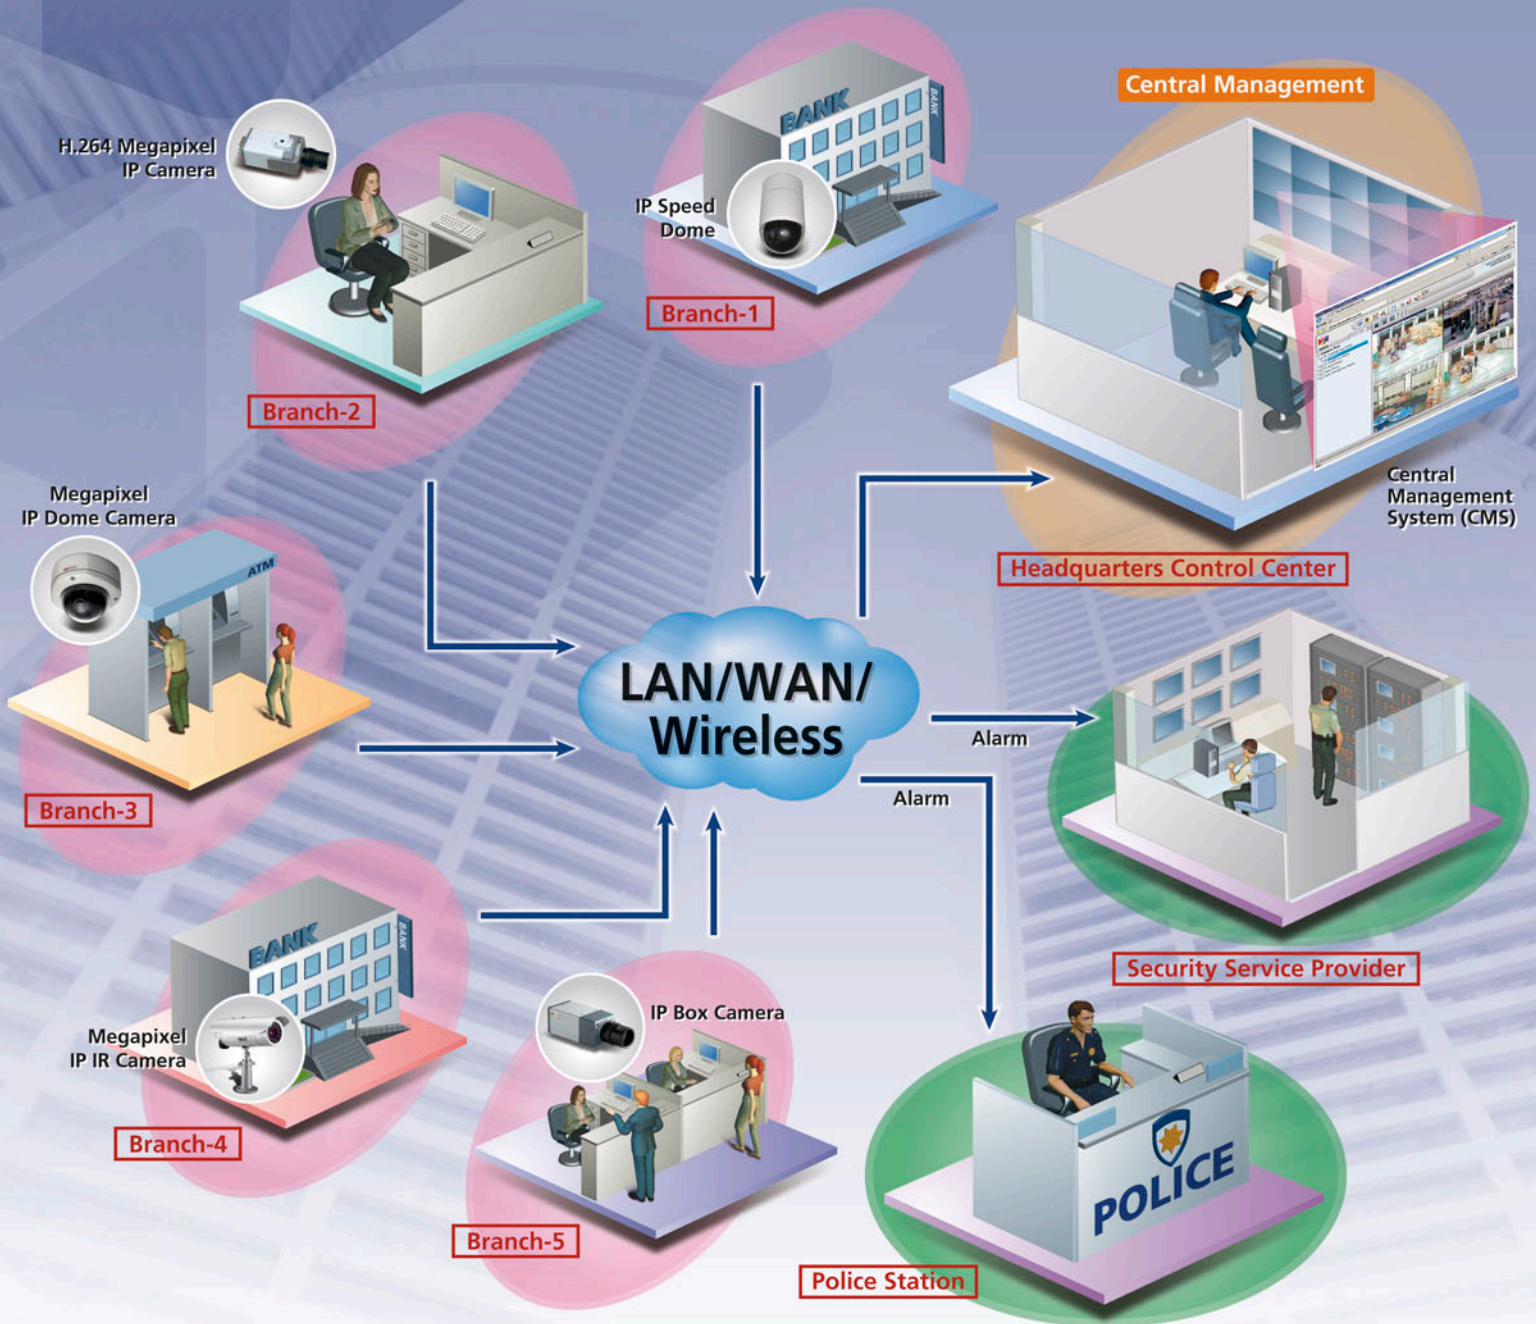 Central Management
H.264 Megapixel
IP Camera
BANK
BANK
IP Speed
Dome
Branch-1
Branch-2
Central
Management
System (CMS)
Headquarters Control Center
Megapixel
IP Dome Camera
ATM
Branch-3
LAN/WAN/
Wireless
Alarm
Alarm
Security Service Provider
BANK
BANK
Megapixel
IP IR Camera
Branch-4
IP Box Camera
Branch-5
POLICE
Police Station